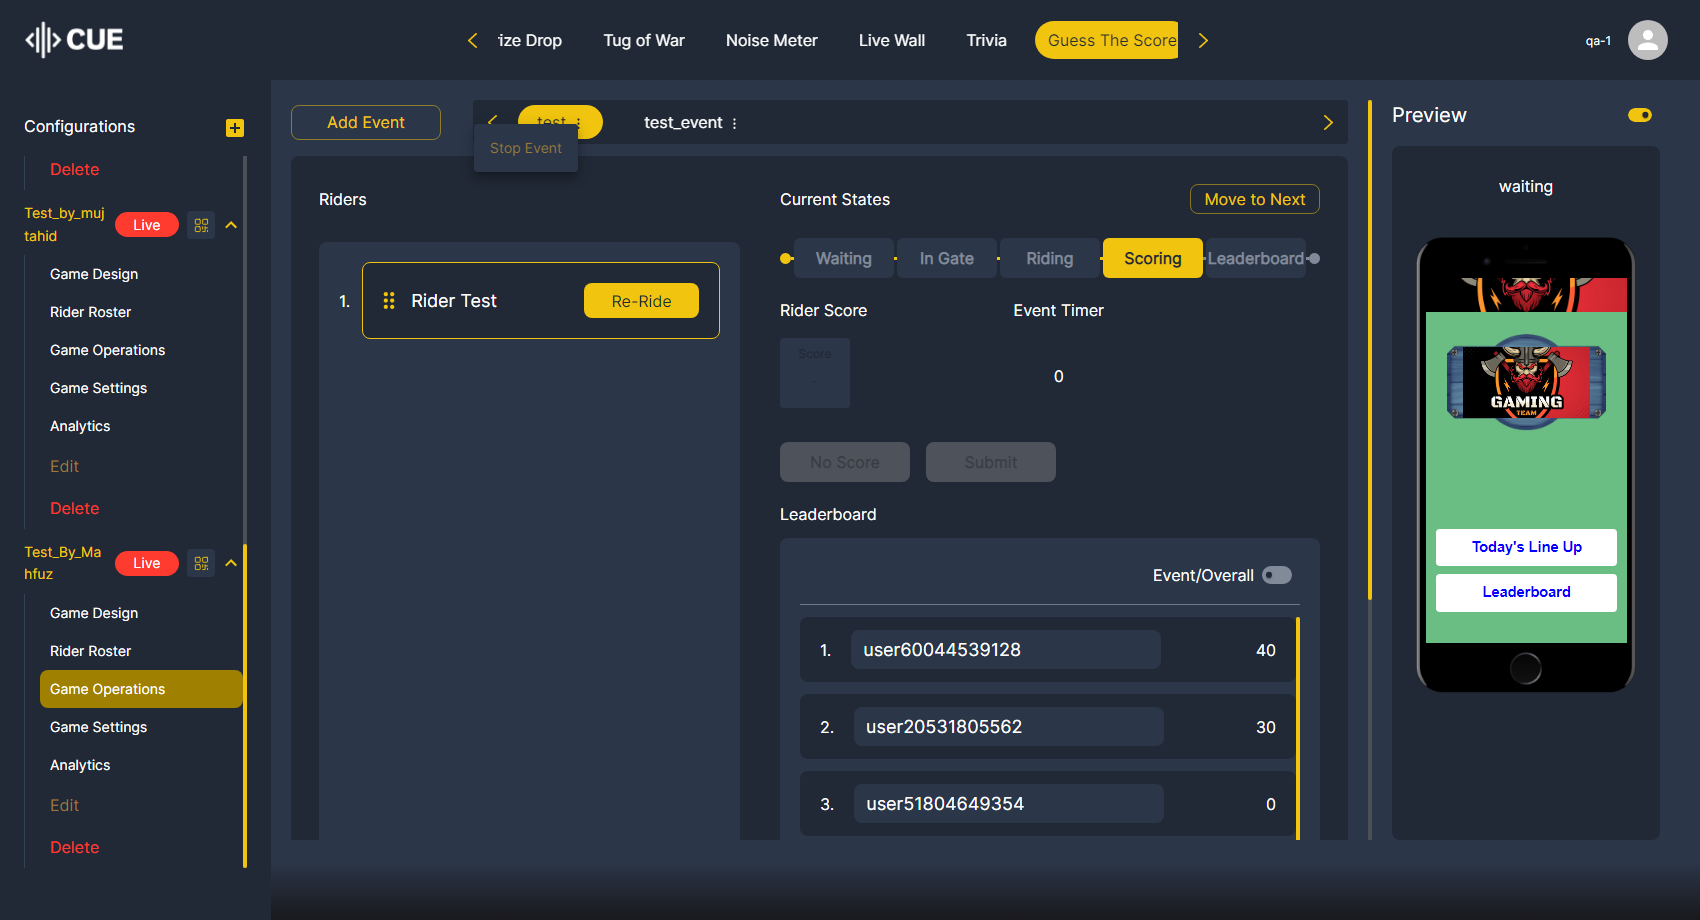 CUE
ize Drop
Tug of War
Noise Meter
Live Wall
Trivia
Guess The Score
qa-1
Configurations
Delete
Test_by_muj
tahid
Live
Game Design
Rider Roster
Game Operations
Game Settings
Analytics
Edit
Delete
Test_By_Ma
hfuz
Live
Game Design
Rider Roster
Game Operations
Game Settings
Analytics
Edit
Delete
Add Event
test
test_event
Stop Event
Riders
1.
Rider Test
Re-Ride
Current States
Move to Next
Waiting
In Gate
Riding
Scoring
Leaderboard
Rider Score
Event Timer
Score
0
No Score
Submit
Leaderboard
Event/Overall
1. user60044539128 40
2. user20531805562 30
3. user51804649354 0
Preview
waiting
GAMING
TEAM
Today's Line Up
Leaderboard